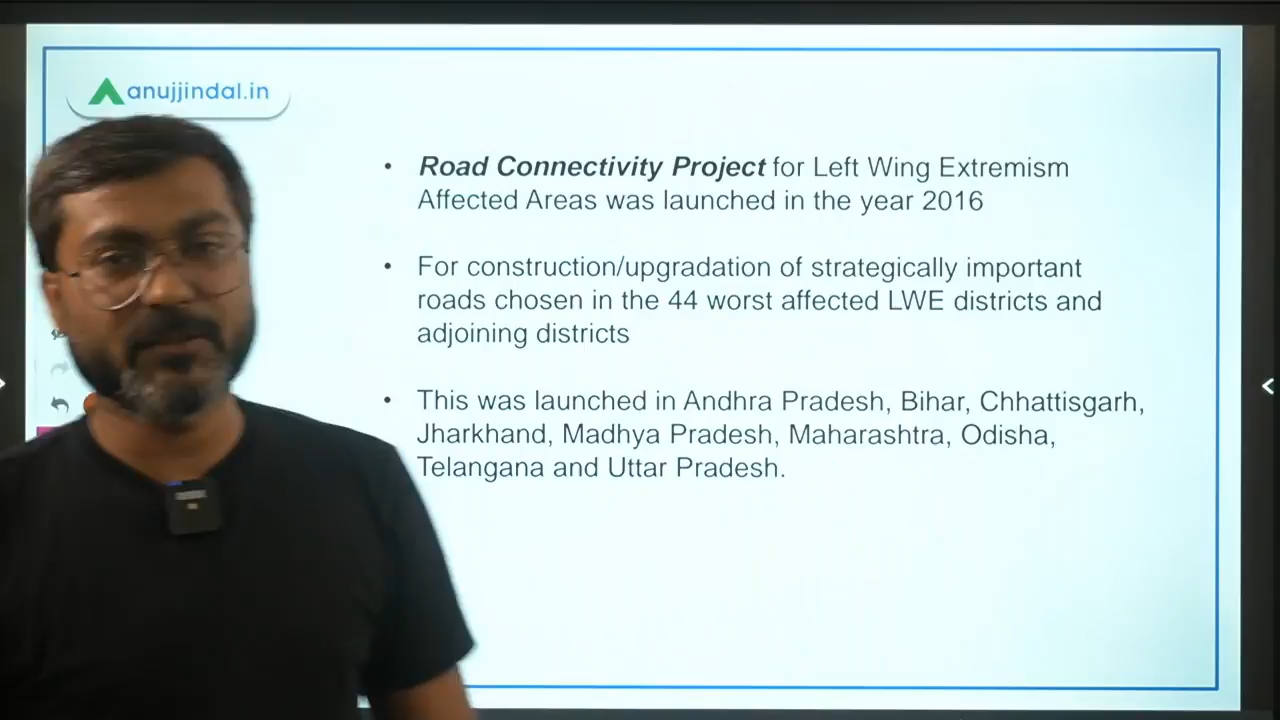 anujjindal.in
• Road Connectivity Project for Left Wing Extremism
Affected Areas was launched in the year 2016
• For construction/upgradation of strategically important
roads chosen in the 44 worst affected LWE districts and
adjoining districts
• This was launched in Andhra Pradesh, Bihar, Chhattisgarh,
Jharkhand, Madhya Pradesh, Maharashtra, Odisha,
Telangana and Uttar Pradesh.